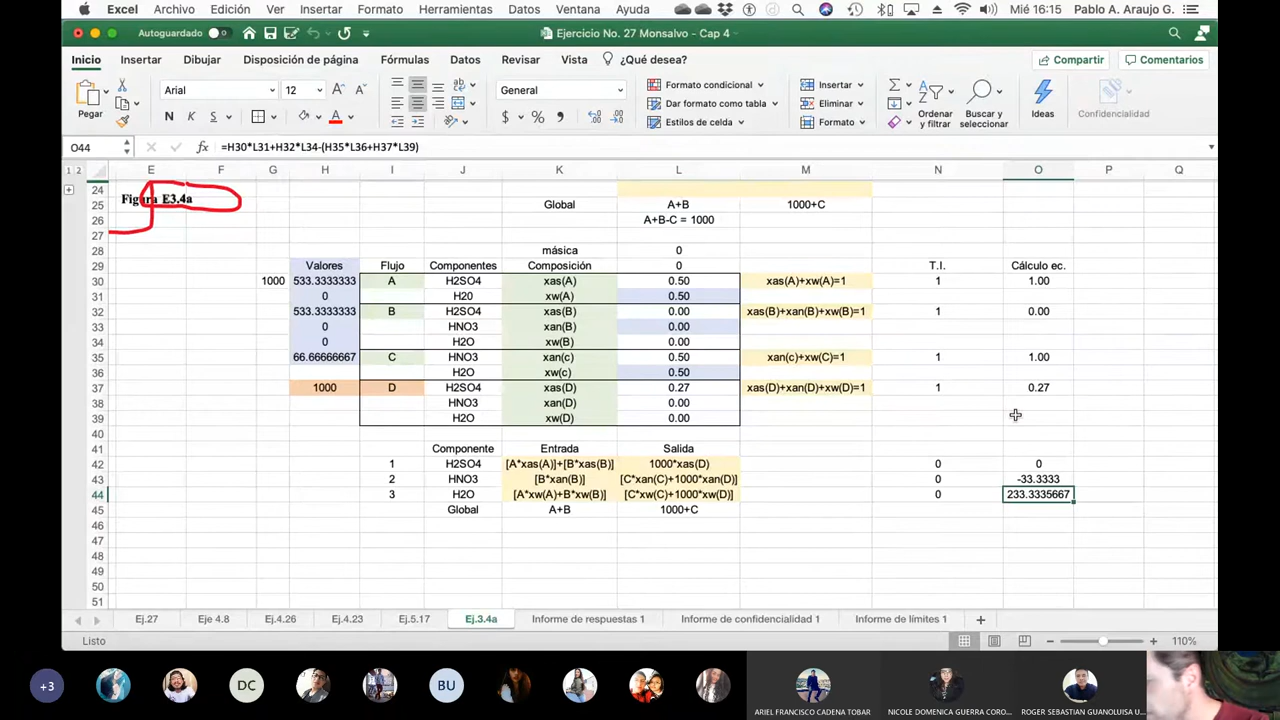 Excel Archivo Edición Ver Insertar Formato Herramientas Datos Ventana Ayuda Mié 16:15 Pablo A. Araujo G.
Autoguardado Ejercicio No. 27 Monsalvo - Cap 4
Inicio Insertar Dibujar Disposición de página Fórmulas Datos Revisar Vista ¿Qué desea? Compartir Comentarios
Pegar Arial 12 General Formato condicional Dar formato como tabla Estilos de celda Insertar Eliminar Formato Ordenar y filtrar Buscar y seleccionar Ideas Confidencialidad
O44 fx =H30*L31+H32*L34-(H35*L36+H37*L39)
1 2 E F G H I J K L M N O P Q
24
25 Figura E3.4a Global A+B 1000+C
26 A+B-C = 1000
27
28 másica 0
29 Valores Flujo Componentes Composición 0 T.I. Cálculo ec.
30 1000 533.3333333 A H2SO4 xas(A) 0.50 xas(A)+xw(A)=1 1 1.00
31 0 H20 xw(A) 0.50
32 533.3333333 B H2SO4 xas(B) 0.00 xas(B)+xan(B)+xw(B)=1 1 0.00
33 0 HNO3 xan(B) 0.00
34 0 H2O xw(B) 0.00
35 66.66666667 C HNO3 xan(c) 0.50 xan(c)+xw(C)=1 1 1.00
36 H2O xw(c) 0.50
37 1000 D H2SO4 xas(D) 0.27 xas(D)+xan(D)+xw(D)=1 1 0.27
38 HNO3 xan(D) 0.00
39 H2O xw(D) 0.00
40
41 Componente Entrada Salida
42 1 H2SO4 [A*xas(A)]+[B*xas(B)] 1000*xas(D) 0 0
43 2 HNO3 [B*xan(B)] [C*xan(C)+1000*xan(D)] 0 -33.3333
44 3 H2O [A*xw(A)+B*xw(B)] [C*xw(C)+1000*xw(D)] 0 233.3335667
45 Global A+B 1000+C
46
47
48
49
50
51
Ej.27 Eje 4.8 Ej.4.26 Ej.4.23 Ej.5.17 Ej.3.4a Informe de respuestas 1 Informe de confidencialidad 1 Informe de límites 1
Listo 110%
+3 DC BU
ARIEL FRANCISCO CADENA TOBAR NICOLE DOMENICA GUERRA CORO... ROGER SEBASTIAN GUANOLUISA U...